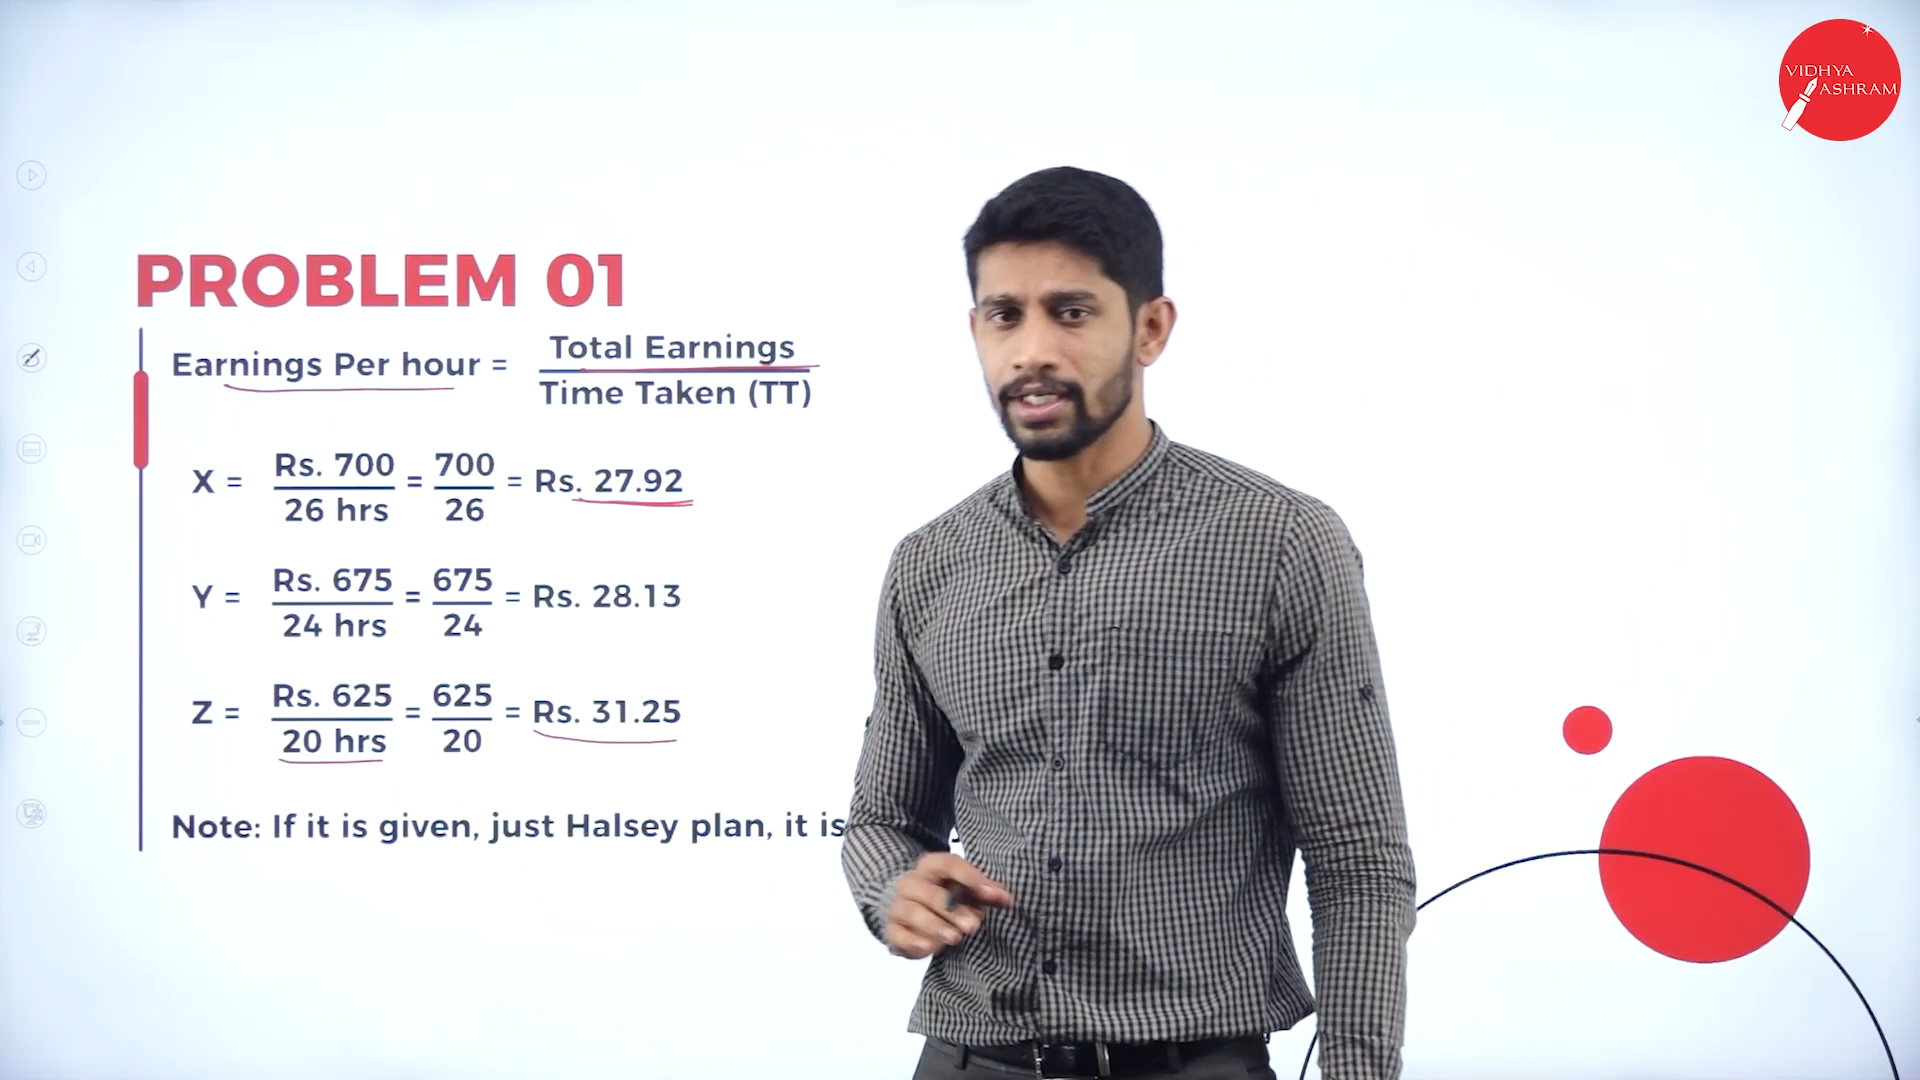 VIDHYA
ASHRAM
PROBLEM 01
Earnings Per hour = Total Earnings
Time Taken (TT)
X = Rs. 700 / 26 hrs = 700 / 26 = Rs. 27.92
Y = Rs. 675 / 24 hrs = 675 / 24 = Rs. 28.13
Z = Rs. 625 / 20 hrs = 625 / 20 = Rs. 31.25
Note: If it is given, just Halsey plan, it is